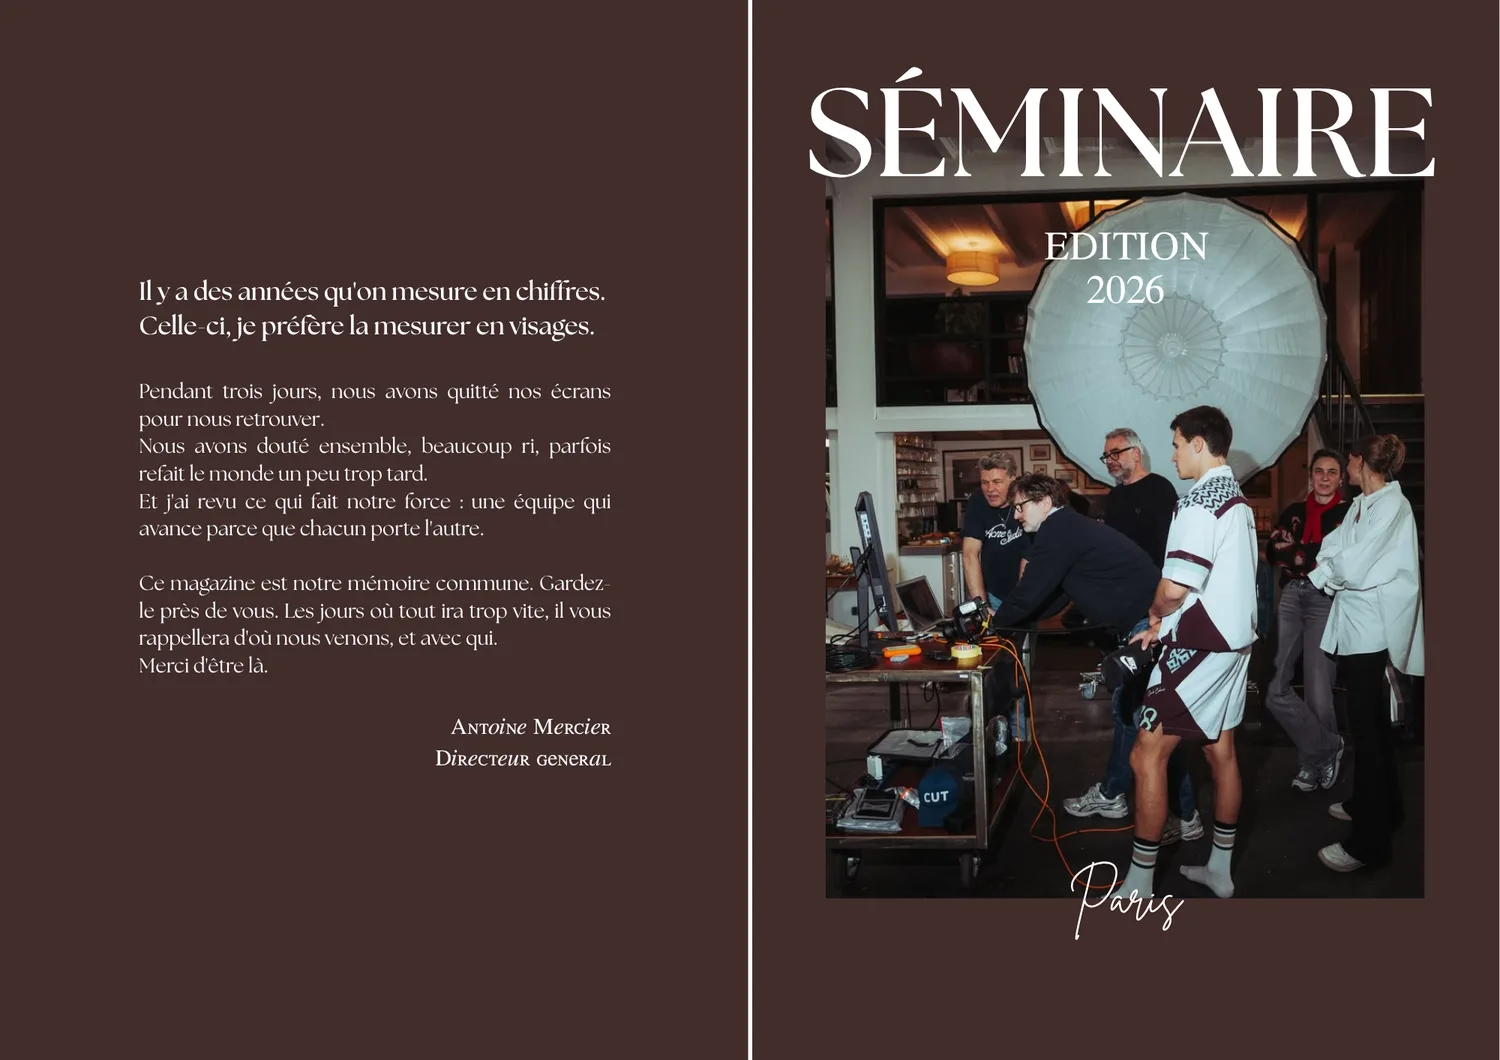 Il y a des années qu'on mesure en chiffres.
Celle-ci, je préfère la mesurer en visages.
Pendant trois jours, nous avons quitté nos écrans
pour nous retrouver.
Nous avons douté ensemble, beaucoup ri, parfois
refait le monde un peu trop tard.
Et j'ai revu ce qui fait notre force : une équipe qui
avance parce que chacun porte l'autre.
Ce magazine est notre mémoire commune. Gardez-
le près de vous. Les jours où tout ira trop vite, il vous
rappellera d'où nous venons, et avec qui.
Merci d'être là.
Antoine Mercier
Directeur general
SÉMINAIRE
EDITION
2026
Acne Studios
NIKE
CUT
Paris